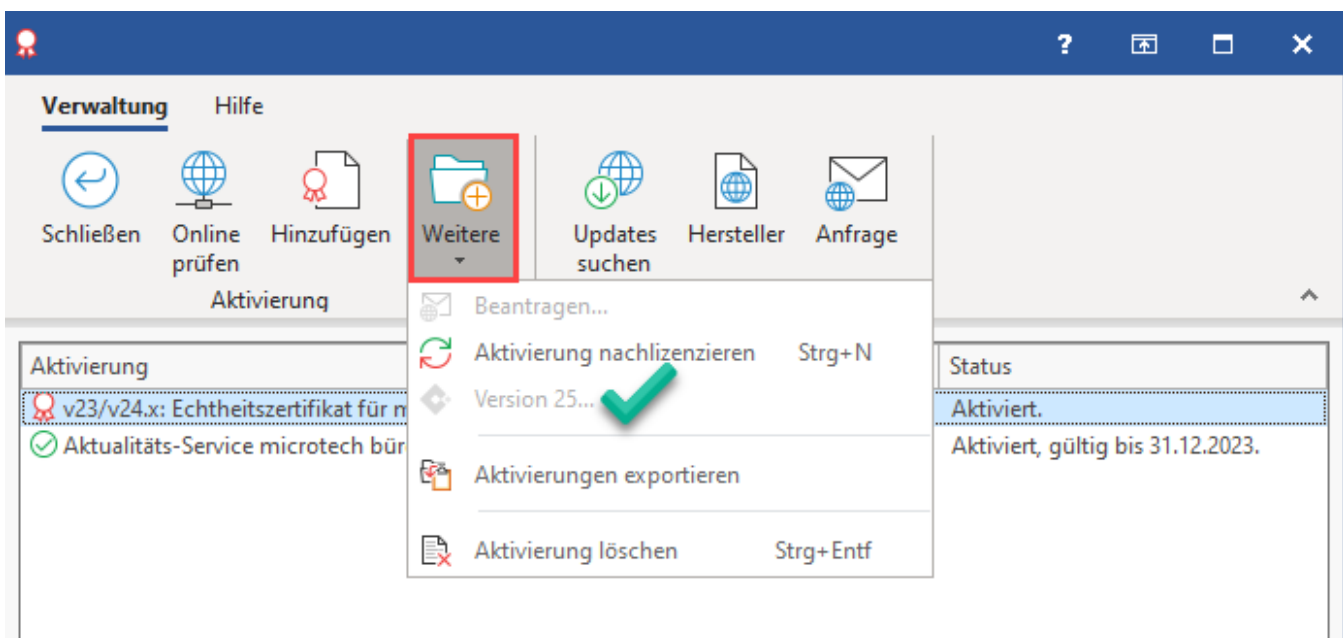 ?
Verwaltung Hilfe
Schließen Online prüfen Hinzufügen Weitere Updates suchen Hersteller Anfrage
Aktivierung
Beantragen...
Aktivierung nachlizenzieren Strg+N
Version 25...
Aktivierungen exportieren
Aktivierung löschen Strg+Entf
Aktivierung Status
v23/v24.x: Echtheitszertifikat für Aktiviert.
Aktualitäts-Service microtech bür Aktiviert, gültig bis 31.12.2023.